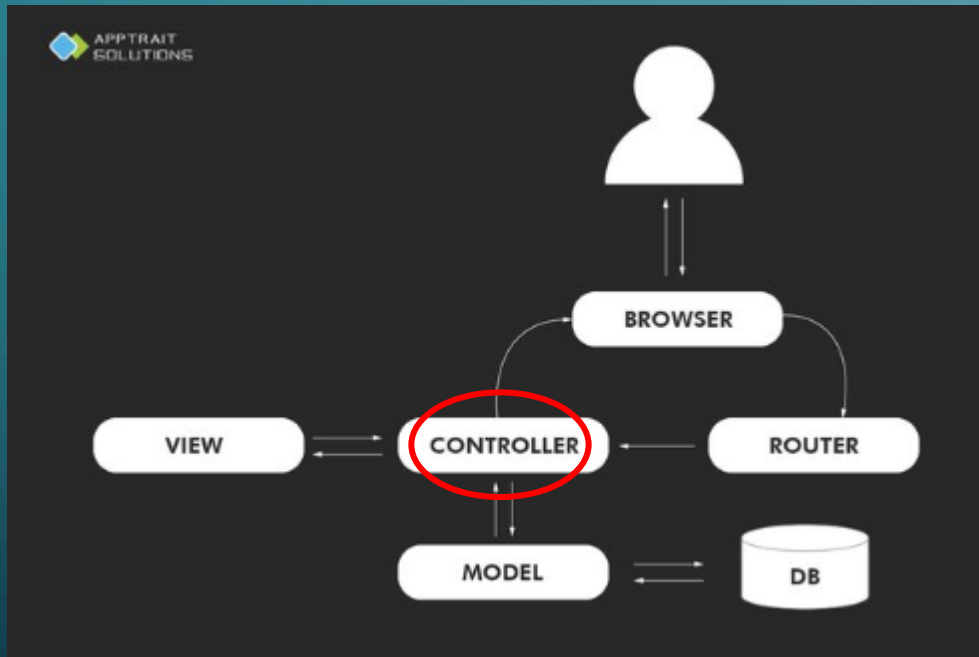 APPTRAIT
SOLUTIONS
BROWSER
VIEW
CONTROLLER
ROUTER
MODEL
DB